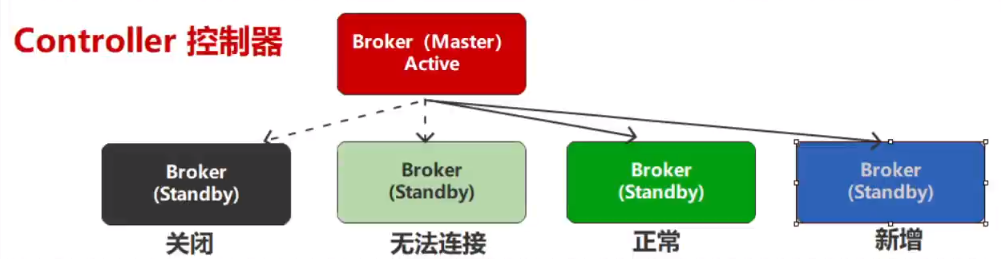 Controller 控制器
Broker（Master）
Active
Broker
(Standby)
Broker
(Standby)
Broker
(Standby)
Broker
(Standby)
关闭
无法连接
正常
新增